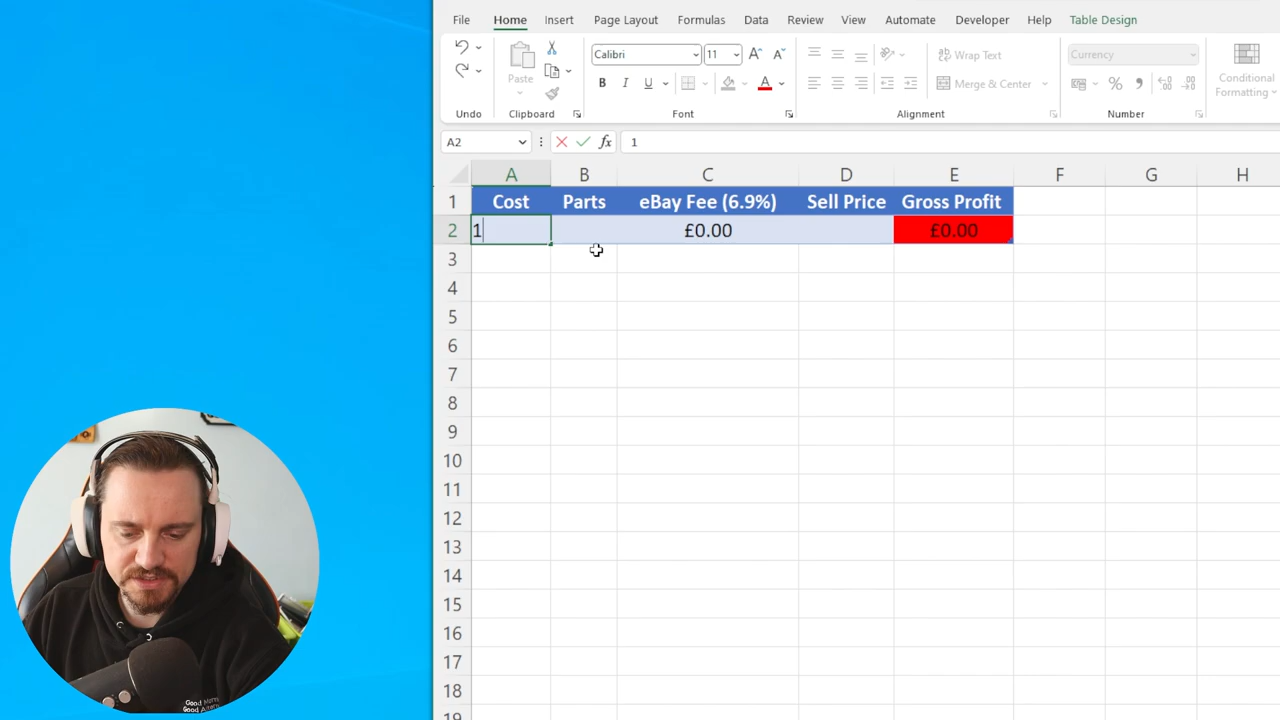 File Home Insert Page Layout Formulas Data Review View Automate Developer Help Table Design
Calibri 11 Wrap Text Currency
Paste B I U A Merge & Center % Conditional
Formatting
Undo Clipboard Font Alignment Number
A2 fx 1
A B C D E F G H
1 Cost Parts eBay Fee (6.9%) Sell Price Gross Profit
2 1 £0.00 £0.00
3
4
5
6
7
8
9
10
11
12
13
14
15
16
17
18
19
Good Morn